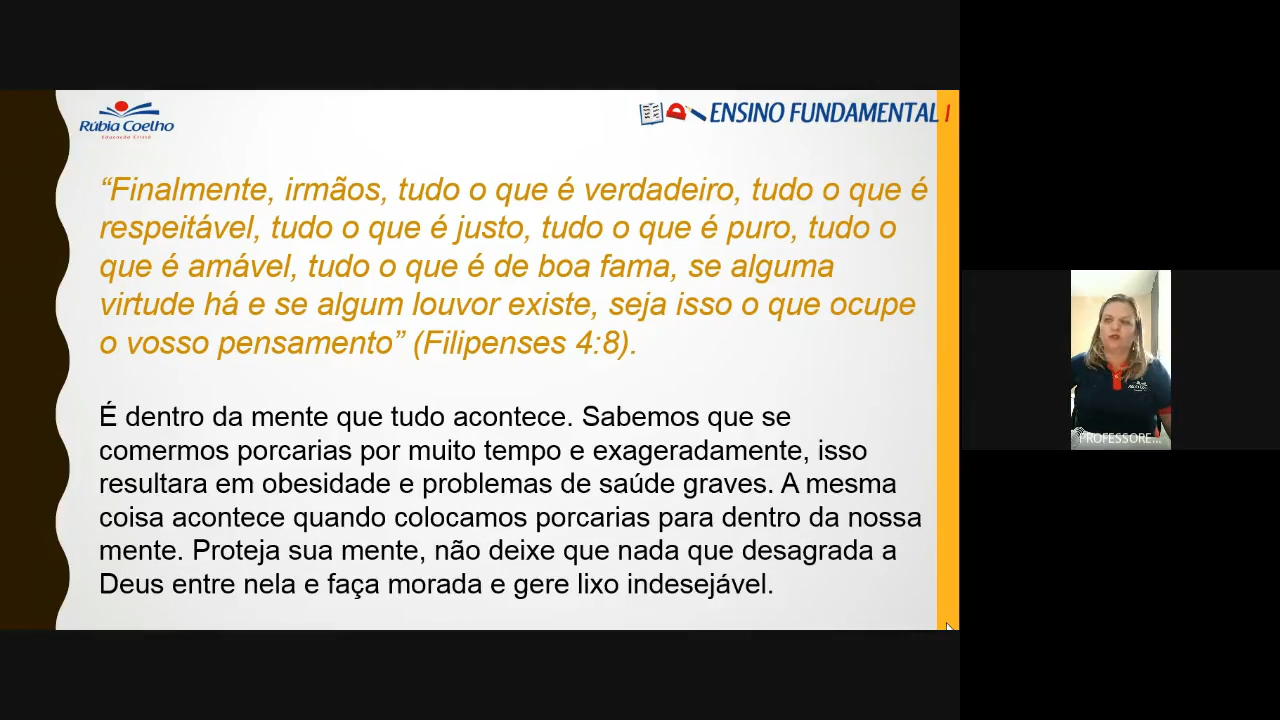 Rúbia Coelho
Educação Cristã
ENSINO FUNDAMENTAL I
“Finalmente, irmãos, tudo o que é verdadeiro, tudo o que é
respeitável, tudo o que é justo, tudo o que é puro, tudo o
que é amável, tudo o que é de boa fama, se alguma
virtude há e se algum louvor existe, seja isso o que ocupe
o vosso pensamento” (Filipenses 4:8).
É dentro da mente que tudo acontece. Sabemos que se
comermos porcarias por muito tempo e exageradamente, isso
resultara em obesidade e problemas de saúde graves. A mesma
coisa acontece quando colocamos porcarias para dentro da nossa
mente. Proteja sua mente, não deixe que nada que desagrada a
Deus entre nela e faça morada e gere lixo indesejável.
PROFESSORE...